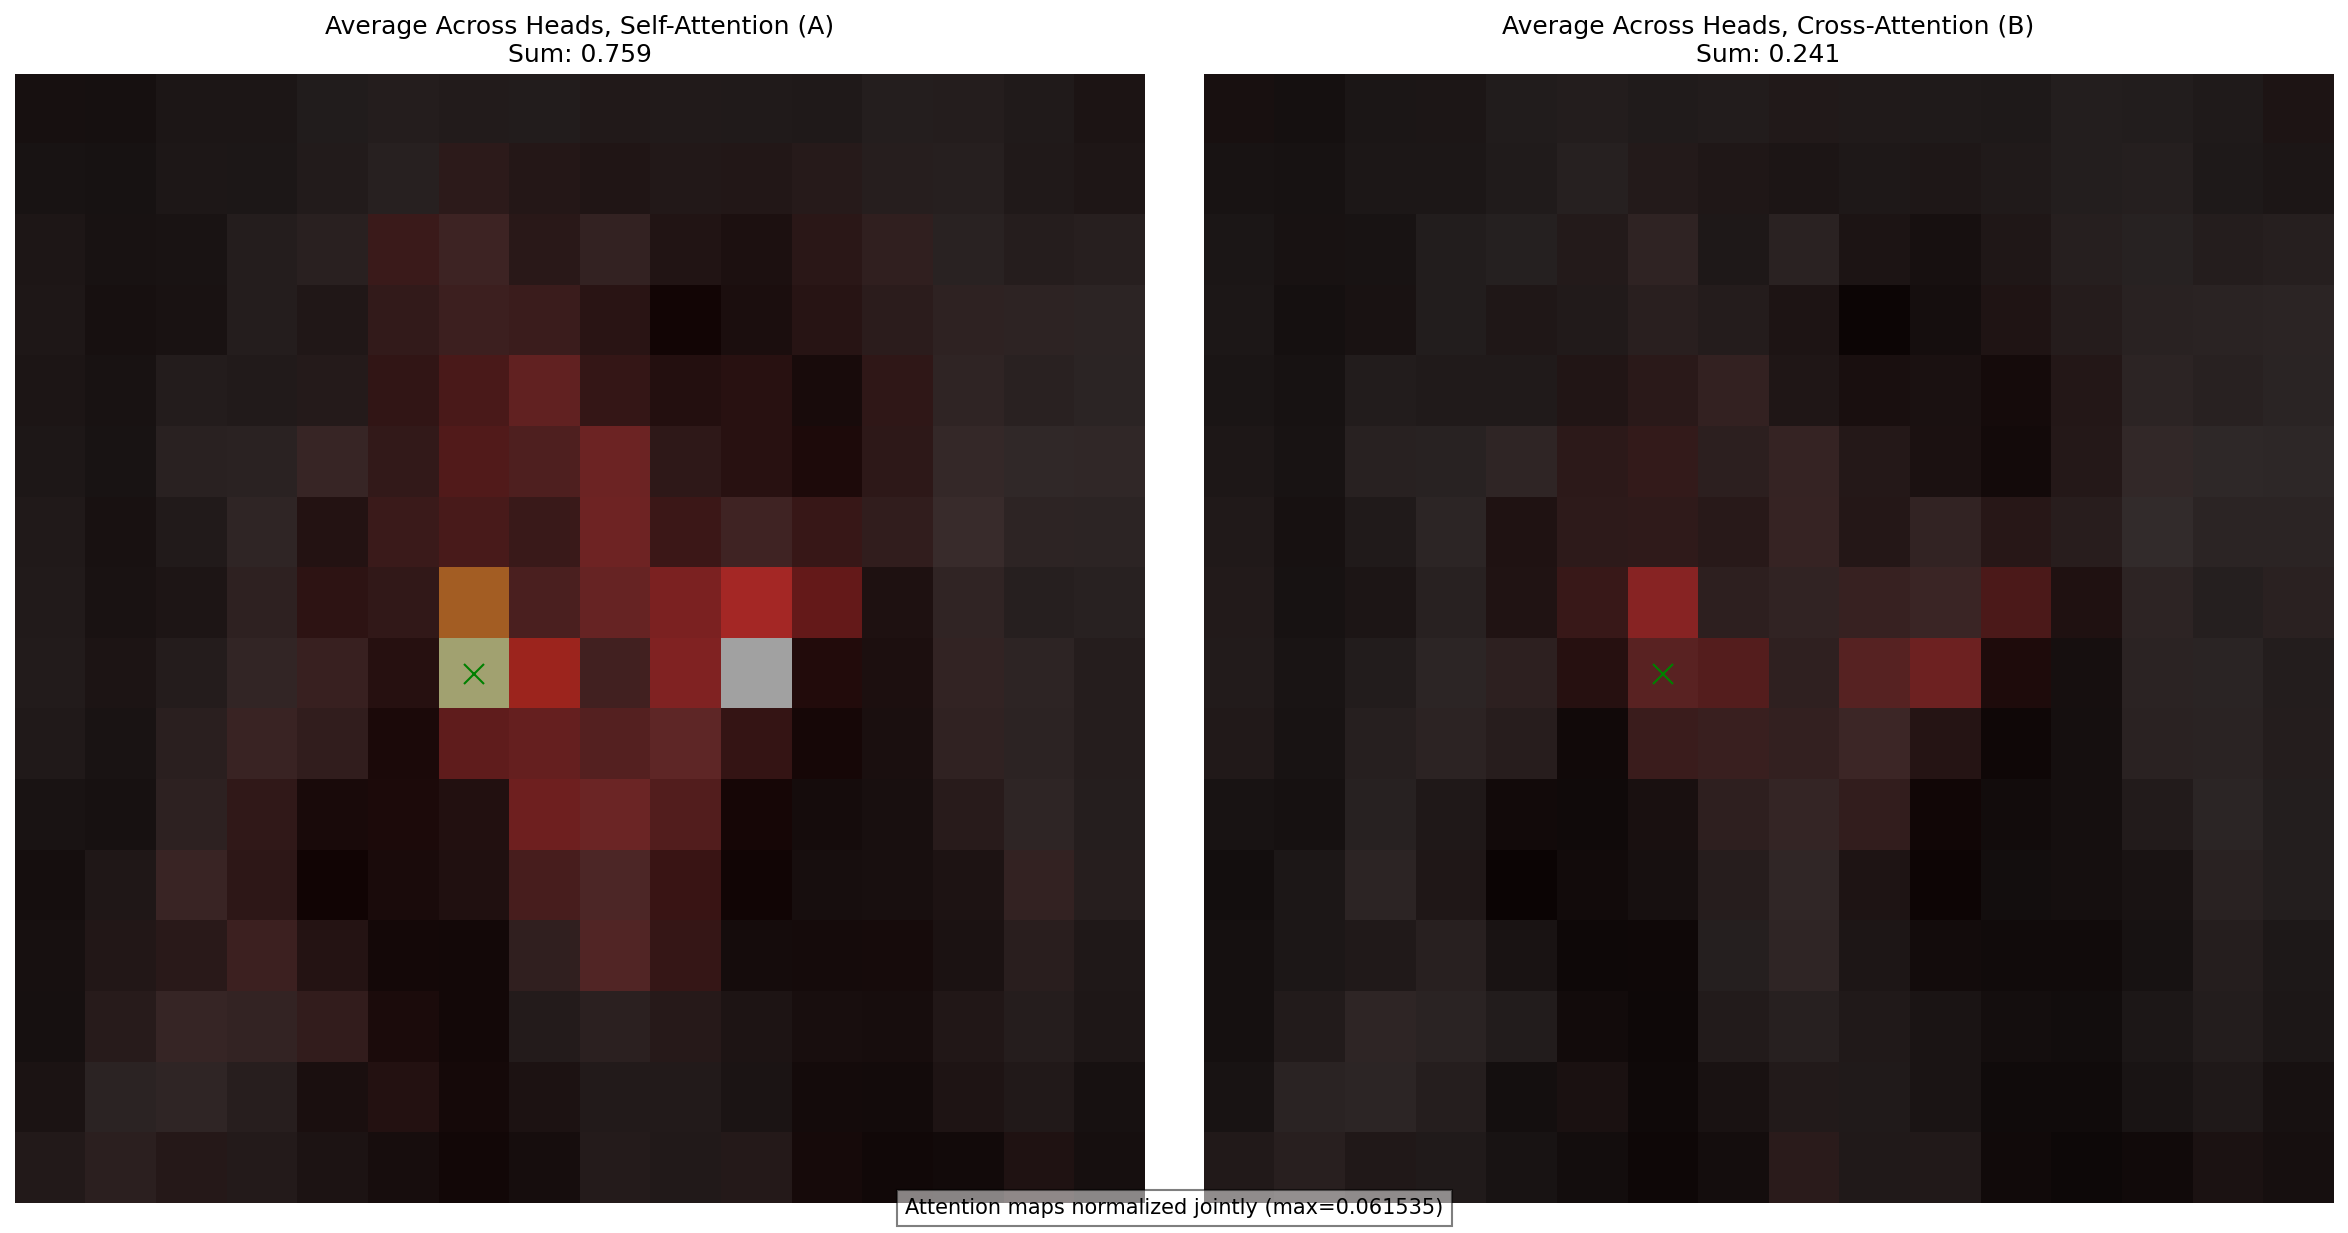 Average Across Heads, Self-Attention (A)
Sum: 0.759
Average Across Heads, Cross-Attention (B)
Sum: 0.241
Attention maps normalized jointly (max=0.061535)